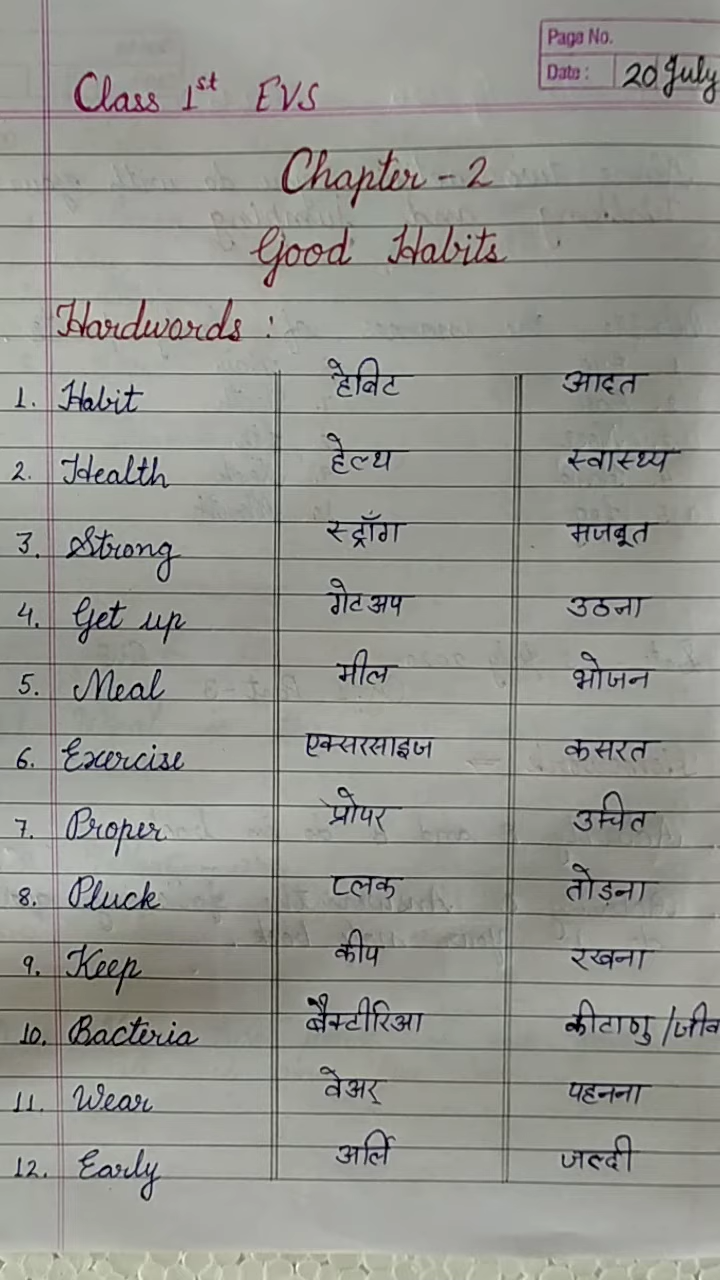 Page No.
Date: 20 July
Class 1st EVS
Chapter - 2
Good Habits
Hardwords :
1. Habit हेबिट आदत
2. Health हेल्थ स्वास्थ्य
3. Strong स्ट्राँग मजबूत
4. Get up गेट अप उठना
5. Meal मील भोजन
6. Exercise एक्सरसाइज कसरत
7. Proper प्रोपर् उचित
8. Pluck प्लक् तोड़ना
9. Keep कीप रखना
10. Bacteria बैक्टीरिआ कीटाणु /जीव
11. Wear वेअर् पहनना
12. Early अर्लि जल्दी